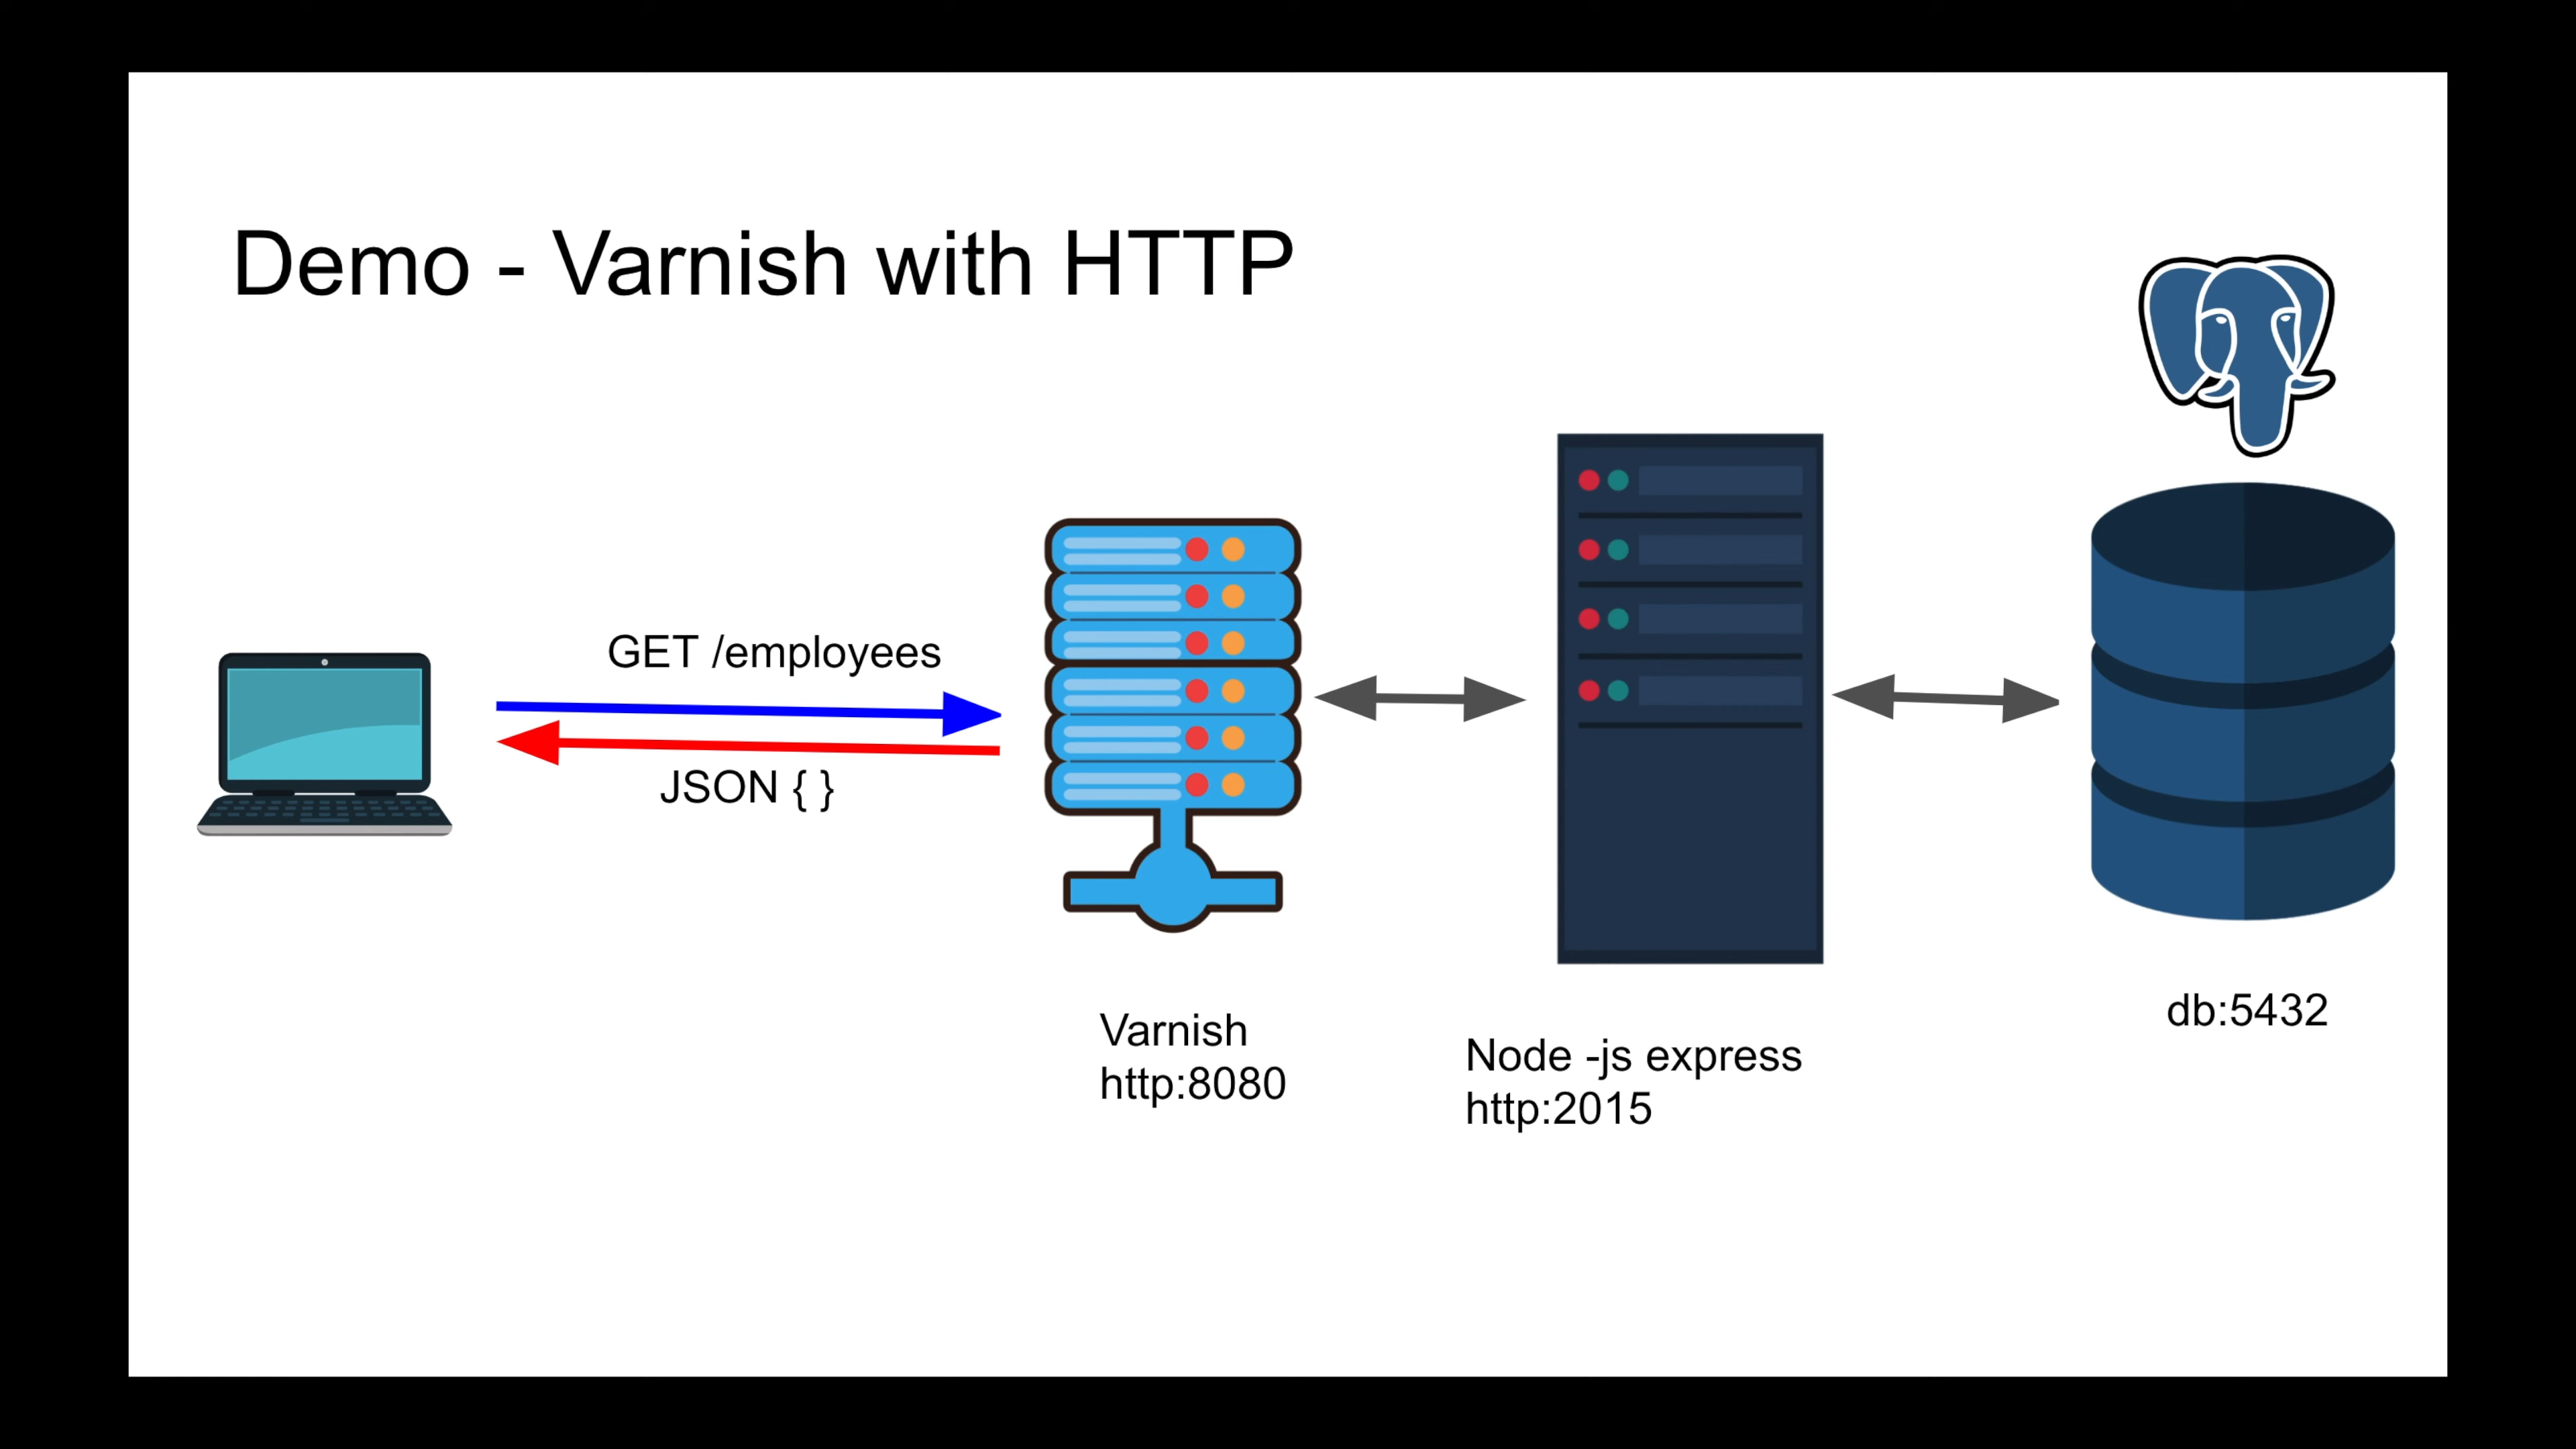 Demo - Varnish with HTTP
GET /employees
JSON { }
Varnish
http:8080
Node -js express
http:2015
db:5432